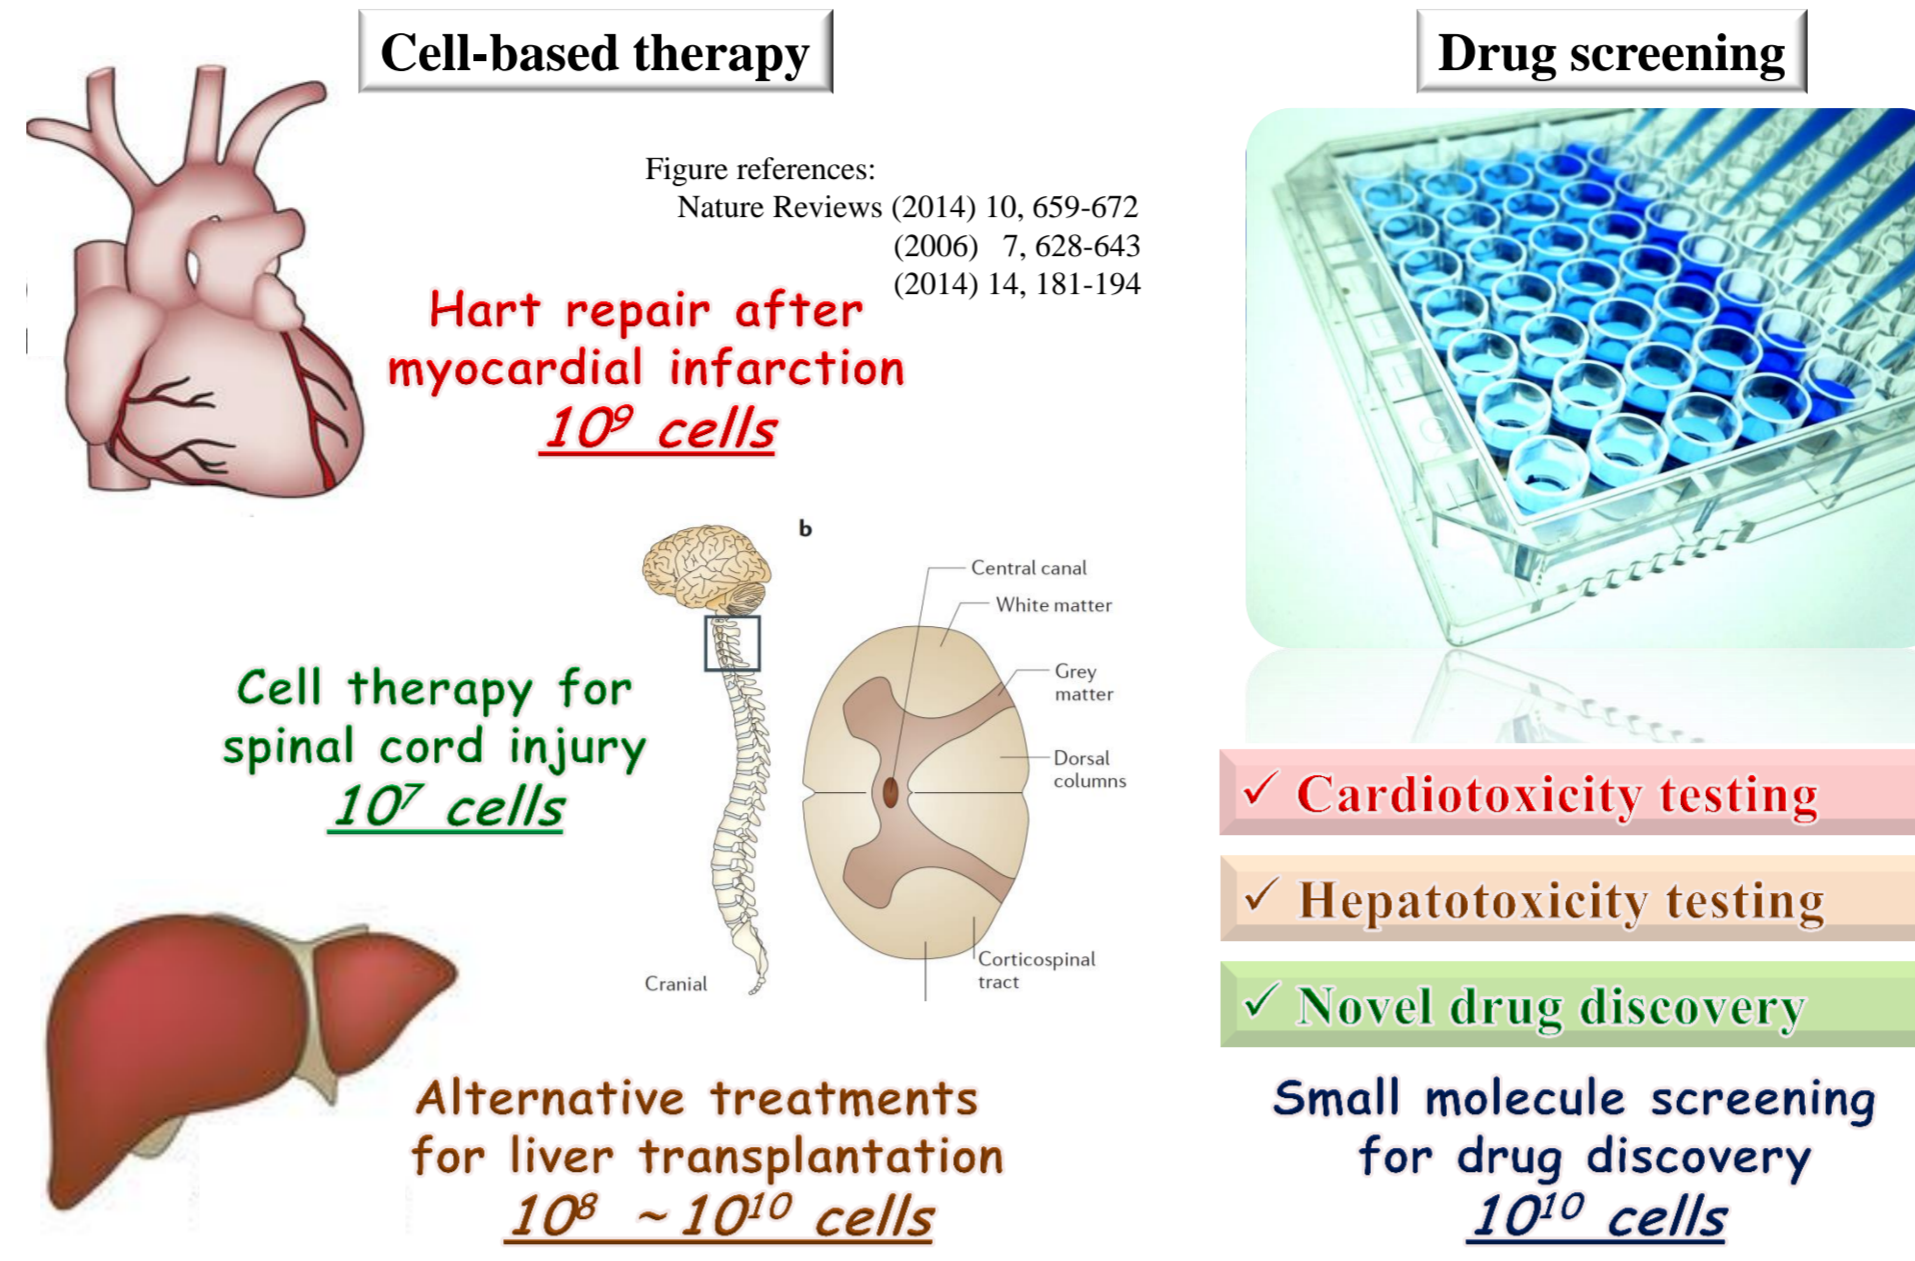 Cell-based therapy
Figure references:
Nature Reviews (2014) 10, 659-672
(2006) 7, 628-643
(2014) 14, 181-194
Hart repair after
myocardial infarction
10⁹ cells
b
Central canal
White matter
Grey
matter
Dorsal
columns
Corticospinal
tract
Cranial
Cell therapy for
spinal cord injury
10⁷ cells
Alternative treatments
for liver transplantation
10⁸ ~ 10¹⁰ cells
Drug screening
✓ Cardiotoxicity testing
✓ Hepatotoxicity testing
✓ Novel drug discovery
Small molecule screening
for drug discovery
10¹⁰ cells